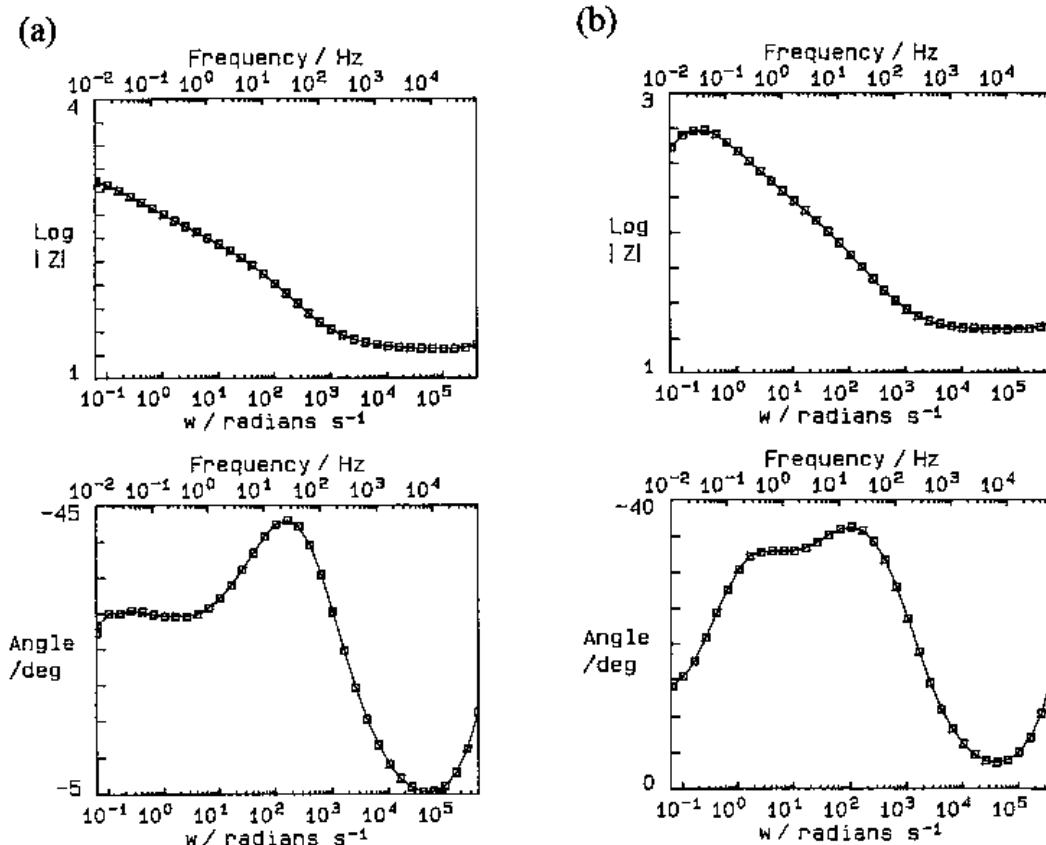 (a)
Frequency / Hz
10⁻² 10⁻¹ 10⁰ 10¹ 10² 10³ 10⁴
4
Log
|Z|
1
10⁻¹ 10⁰ 10¹ 10² 10³ 10⁴ 10⁵
w / radians s⁻¹
Frequency / Hz
10⁻² 10⁻¹ 10⁰ 10¹ 10² 10³ 10⁴
-45
Angle
/deg
-5
10⁻¹ 10⁰ 10¹ 10² 10³ 10⁴ 10⁵
w / radians s⁻¹
(b)
Frequency / Hz
10⁻² 10⁻¹ 10⁰ 10¹ 10² 10³ 10⁴
3
Log
|Z|
1
10⁻¹ 10⁰ 10¹ 10² 10³ 10⁴ 10⁵
w / radians s⁻¹
Frequency / Hz
10⁻² 10⁻¹ 10⁰ 10¹ 10² 10³ 10⁴
-40
Angle
/deg
0
10⁻¹ 10⁰ 10¹ 10² 10³ 10⁴ 10⁵
w / radians s⁻¹